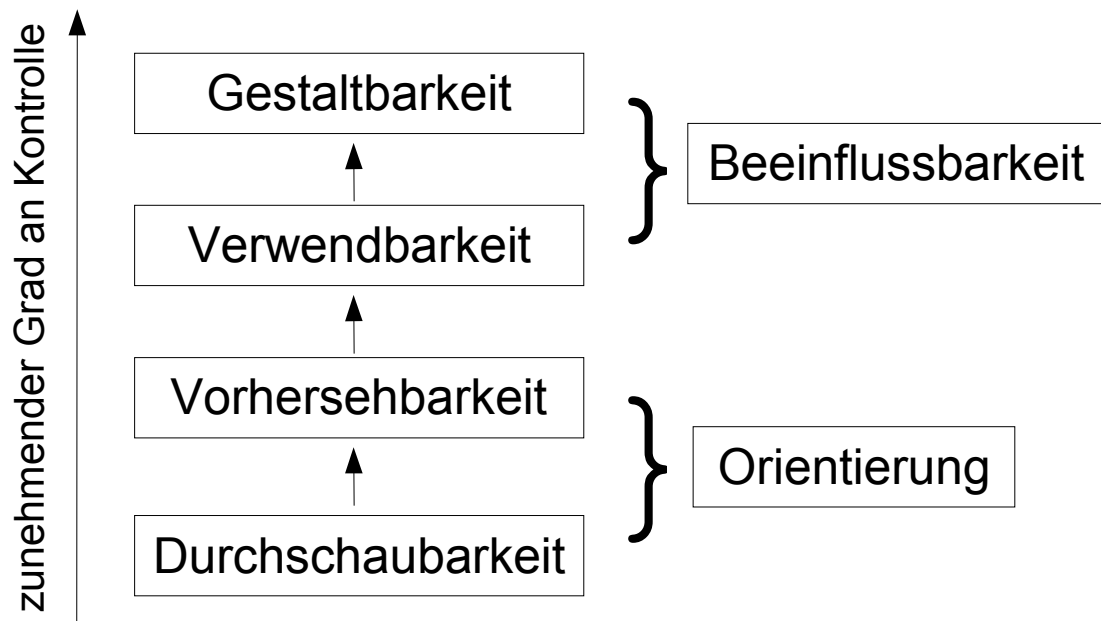 zunehmender Grad an Kontrolle
Gestaltbarkeit
Beeinflussbarkeit
Verwendbarkeit
Vorhersehbarkeit
Orientierung
Durchschaubarkeit